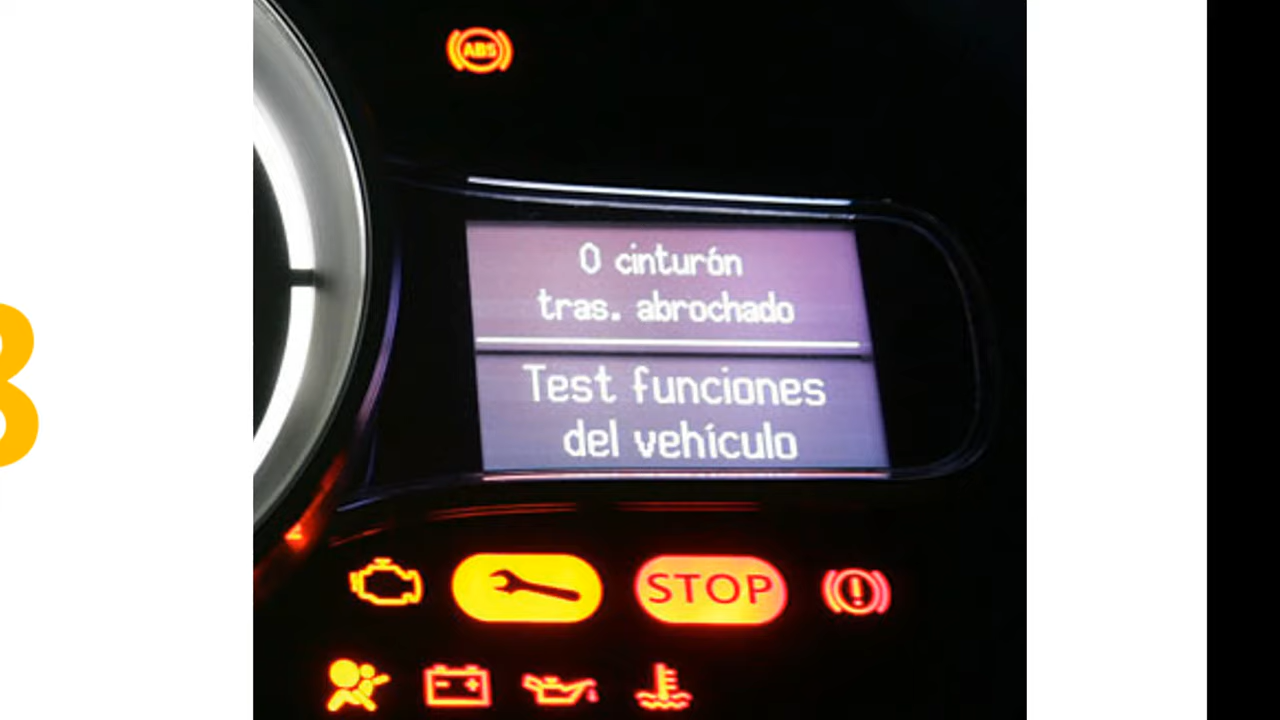 ABS
0 cinturón
tras. abrochado
Test funciones
del vehículo
STOP